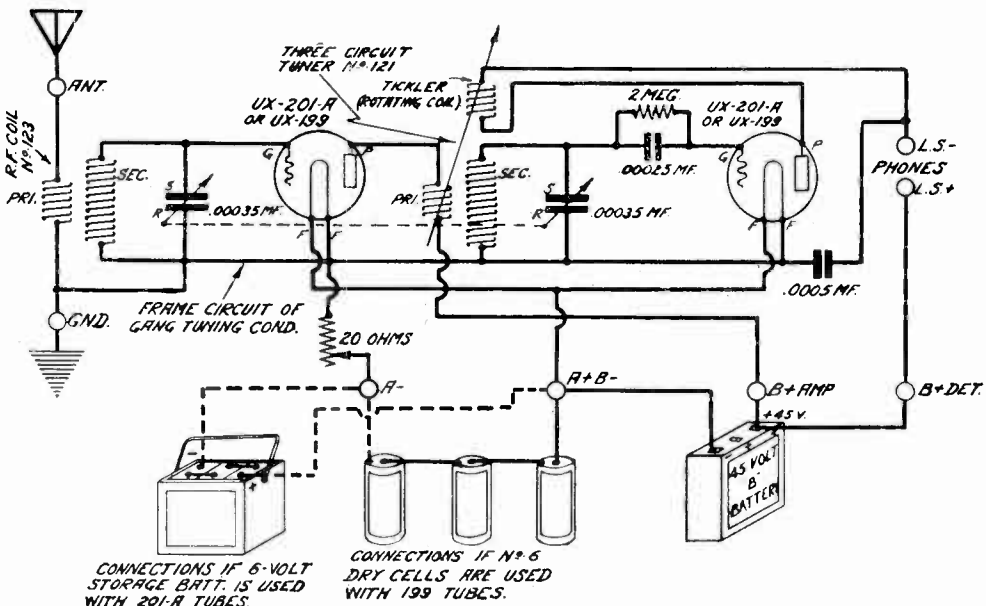 THREE CIRCUIT
TUNER Nº 121
TICKLER
(ROTATING COIL)
ANT.
R.F. COIL
Nº 123
PRI.
SEC.
S
R
.00035 MF.
UX-201-A
OR UX-199
G
P
F
F
PRI.
SEC.
S
R
.00035 MF.
2 MEG.
.00025 MF.
UX-201-A
OR UX-199
G
P
F
F
L.S-
PHONES
L.S+
.0005 MF.
FRAME CIRCUIT OF
GANG TUNING COND.
GND.
20 OHMS
A-
A+B-
B+AMP
B+DET.
+45 V.
45 VOLT
"B"
BATTERY
-
+
CONNECTIONS IF 6-VOLT
STORAGE BATT. IS USED
WITH 201-A TUBES.
CONNECTIONS IF Nº 6
DRY CELLS ARE USED
WITH 199 TUBES.